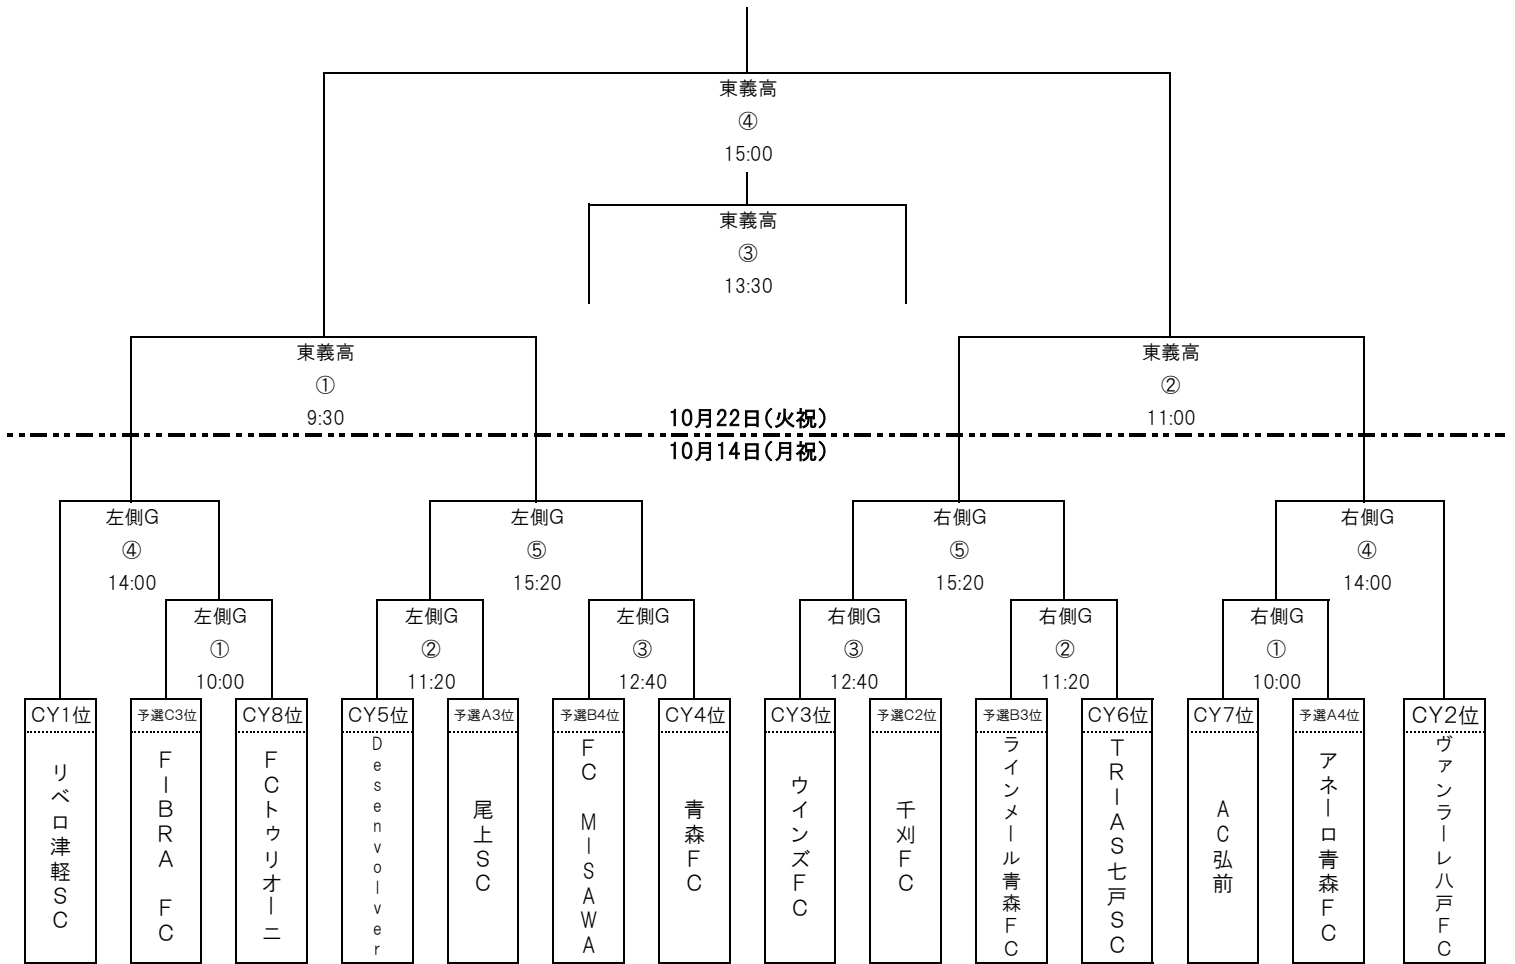 東義高
④
15:00
東義高
③
13:30
東義高
①
9:30
東義高
②
11:00
10月22日(火祝)
10月14日(月祝)
左側G
④
14:00
左側G
⑤
15:20
右側G
⑤
15:20
右側G
④
14:00
左側G
①
10:00
左側G
②
11:20
左側G
③
12:40
右側G
③
12:40
右側G
②
11:20
右側G
①
10:00
CY1位
リベロ津軽SC
予選C3位
FIBRA FC
CY8位
FCトゥリオーニ
CY5位
Desenvolver
予選A3位
尾上SC
予選B4位
FC MISAWA
CY4位
青森FC
CY3位
ウインズFC
予選C2位
千刈FC
予選B3位
ラインメール青森FC
CY6位
TRIAS七戸SC
CY7位
AC弘前
予選A4位
アネーロ青森FC
CY2位
ヴァンラーレ八戸FC